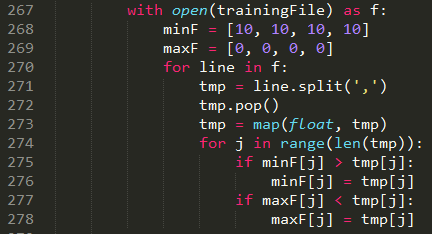 267 with open(trainingFile) as f:
268 minF = [10, 10, 10, 10]
269 maxF = [0, 0, 0, 0]
270 for line in f:
271 tmp = line.split(',')
272 tmp.pop()
273 tmp = map(float, tmp)
274 for j in range(len(tmp)):
275 if minF[j] > tmp[j]:
276 minF[j] = tmp[j]
277 if maxF[j] < tmp[j]:
278 maxF[j] = tmp[j]